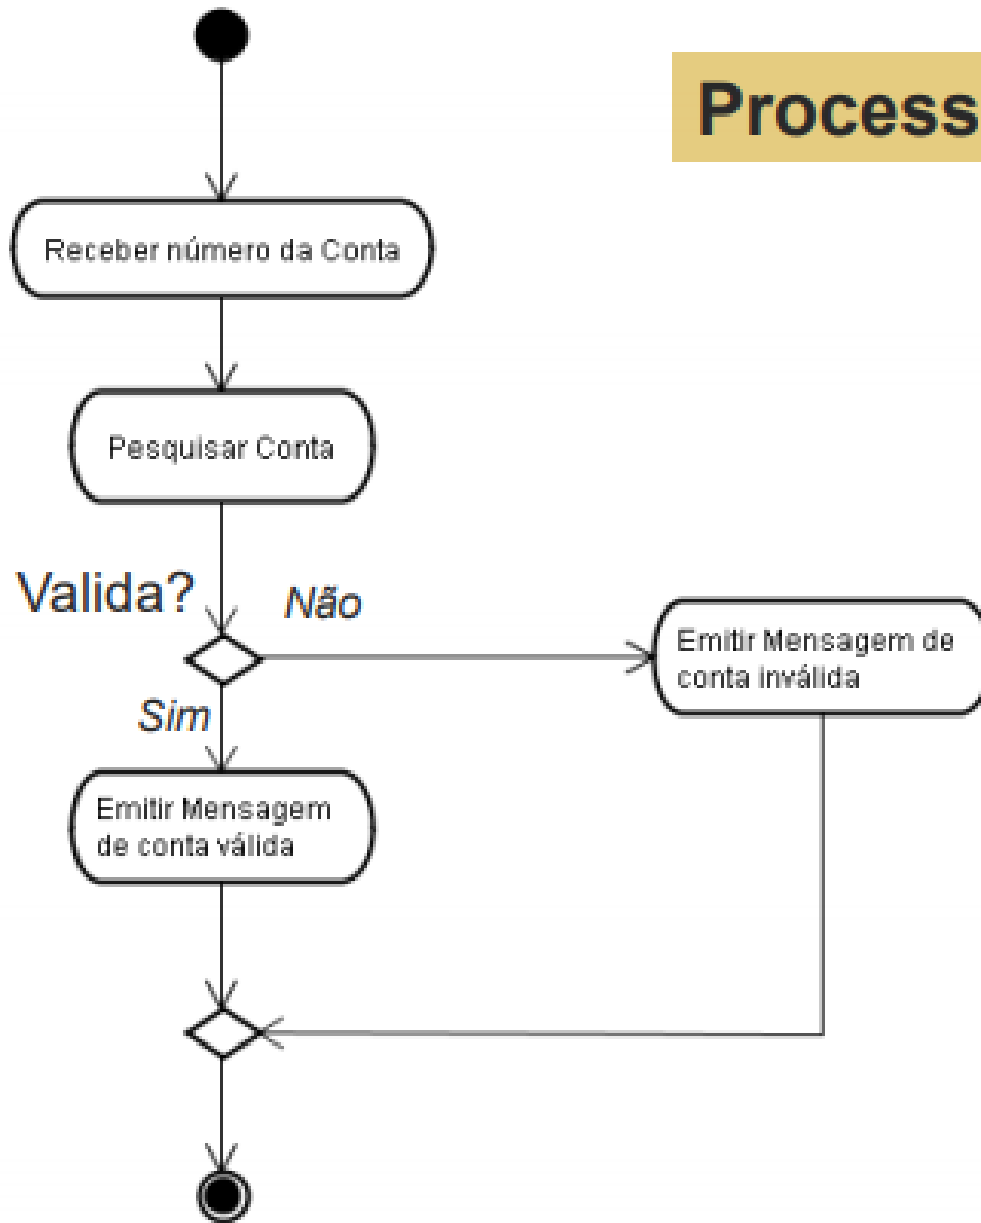 Process
Receber número da Conta
Pesquisar Conta
Valida?
Não
Emitir Mensagem de
conta inválida
Sim
Emitir Mensagem
de conta válida